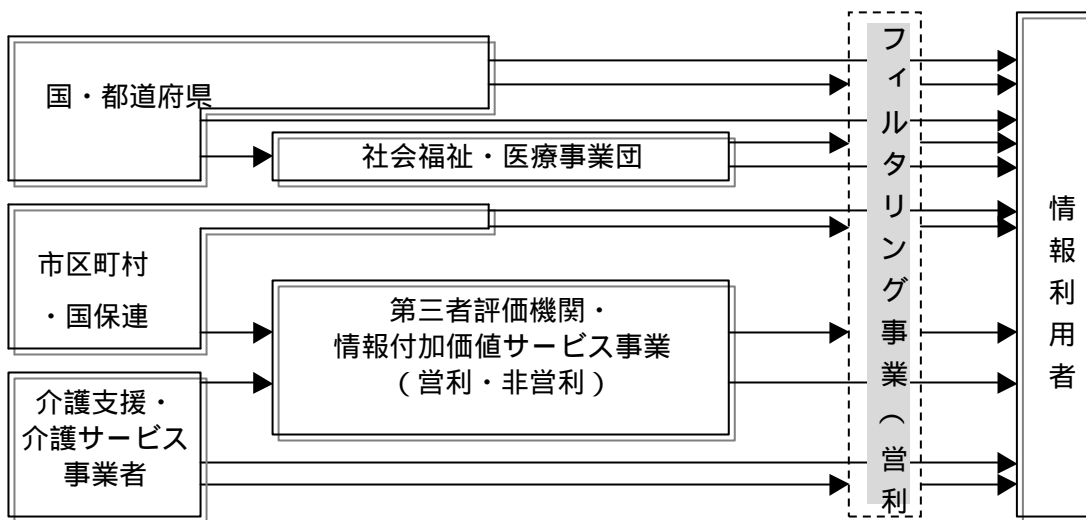 国・都道府県
社会福祉・医療事業団
市区町村
・国保連
第三者評価機関・
情報付加価値サービス事業
(営利・非営利)
介護支援・
介護サービス
事業者
フィルタリング事業(営利
情報利用者